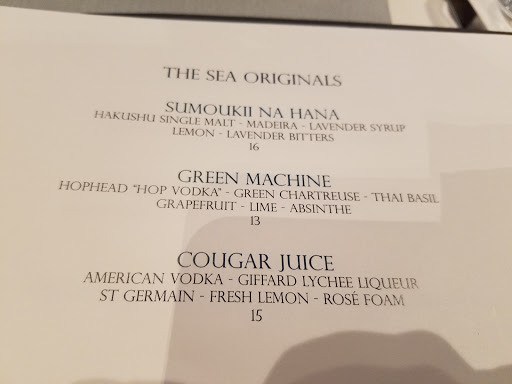 THE SEA ORIGINALS
SUMOUKII NA HANA
HAKUSHU SINGLE MALT - MADEIRA - LAVENDER SYRUP
LEMON - LAVENDER BITTERS
16
GREEN MACHINE
HOPHEAD "HOP VODKA" - GREEN CHARTREUSE - THAI BASIL
GRAPEFRUIT - LIME - ABSINTHE
13
COUGAR JUICE
AMERICAN VODKA - GIFFARD LYCHEE LIQUEUR
ST GERMAIN - FRESH LEMON - ROSÉ FOAM
15